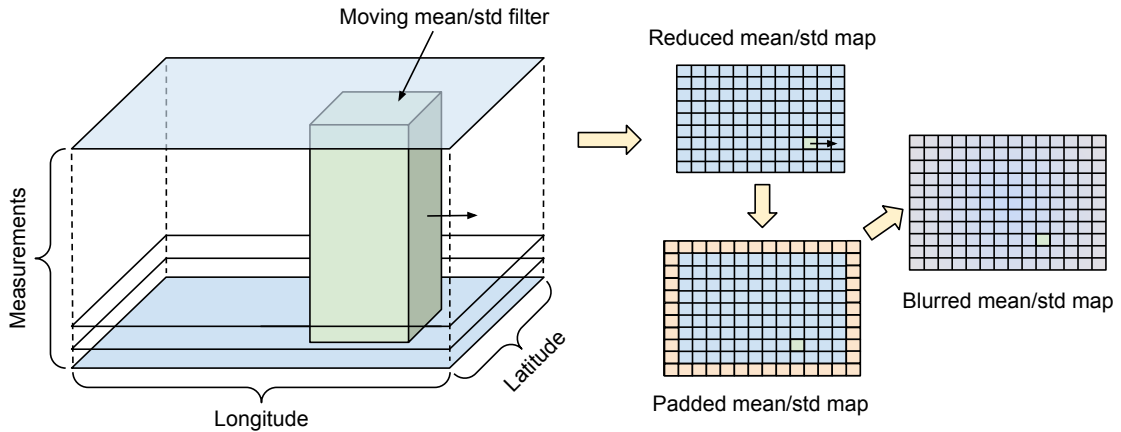 Moving mean/std filter
Reduced mean/std map
Measurements
Latitude
Longitude
Blurred mean/std map
Padded mean/std map